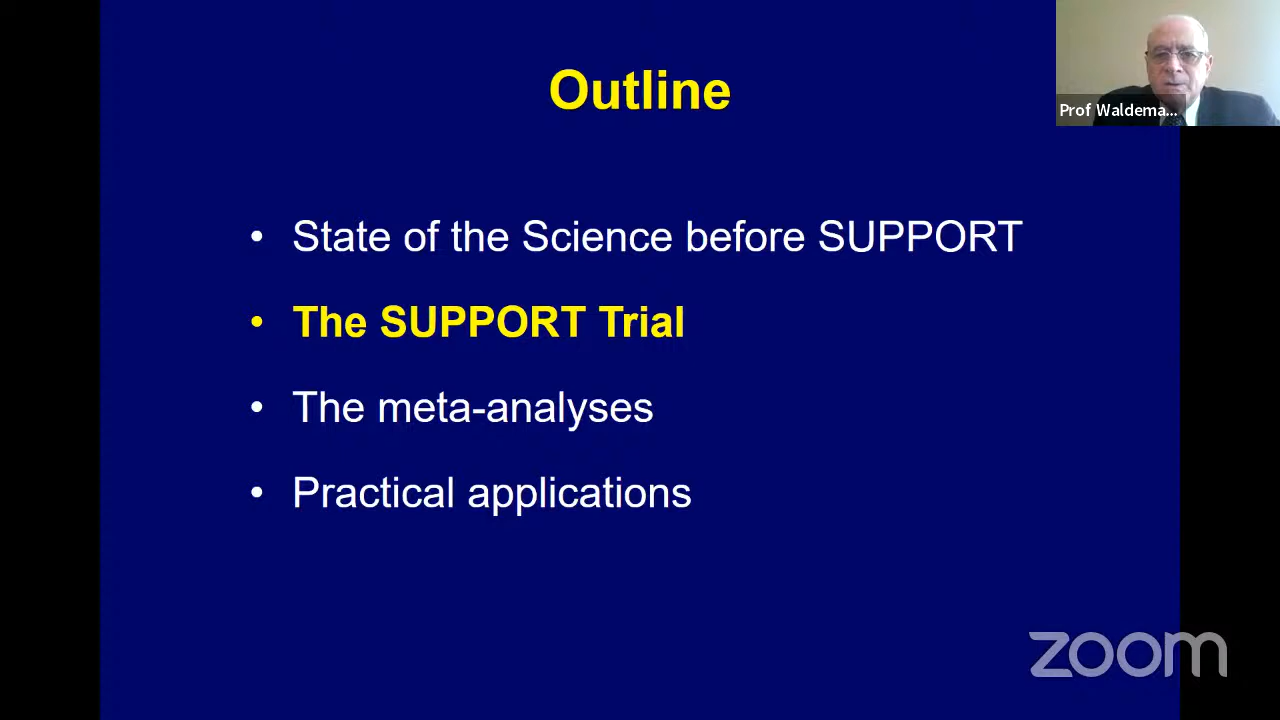 Outline
Prof Waldema...
• State of the Science before SUPPORT
• The SUPPORT Trial
• The meta-analyses
• Practical applications
zoom